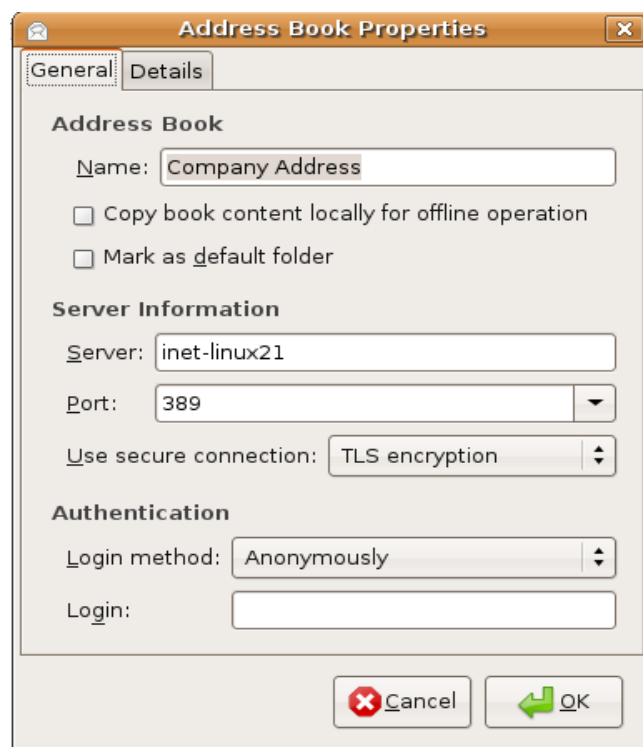 Address Book Properties
General Details
Address Book
Name: Company Address
Copy book content locally for offline operation
Mark as default folder
Server Information
Server: inet-linux21
Port: 389
Use secure connection: TLS encryption
Authentication
Login method: Anonymously
Login:
Cancel OK